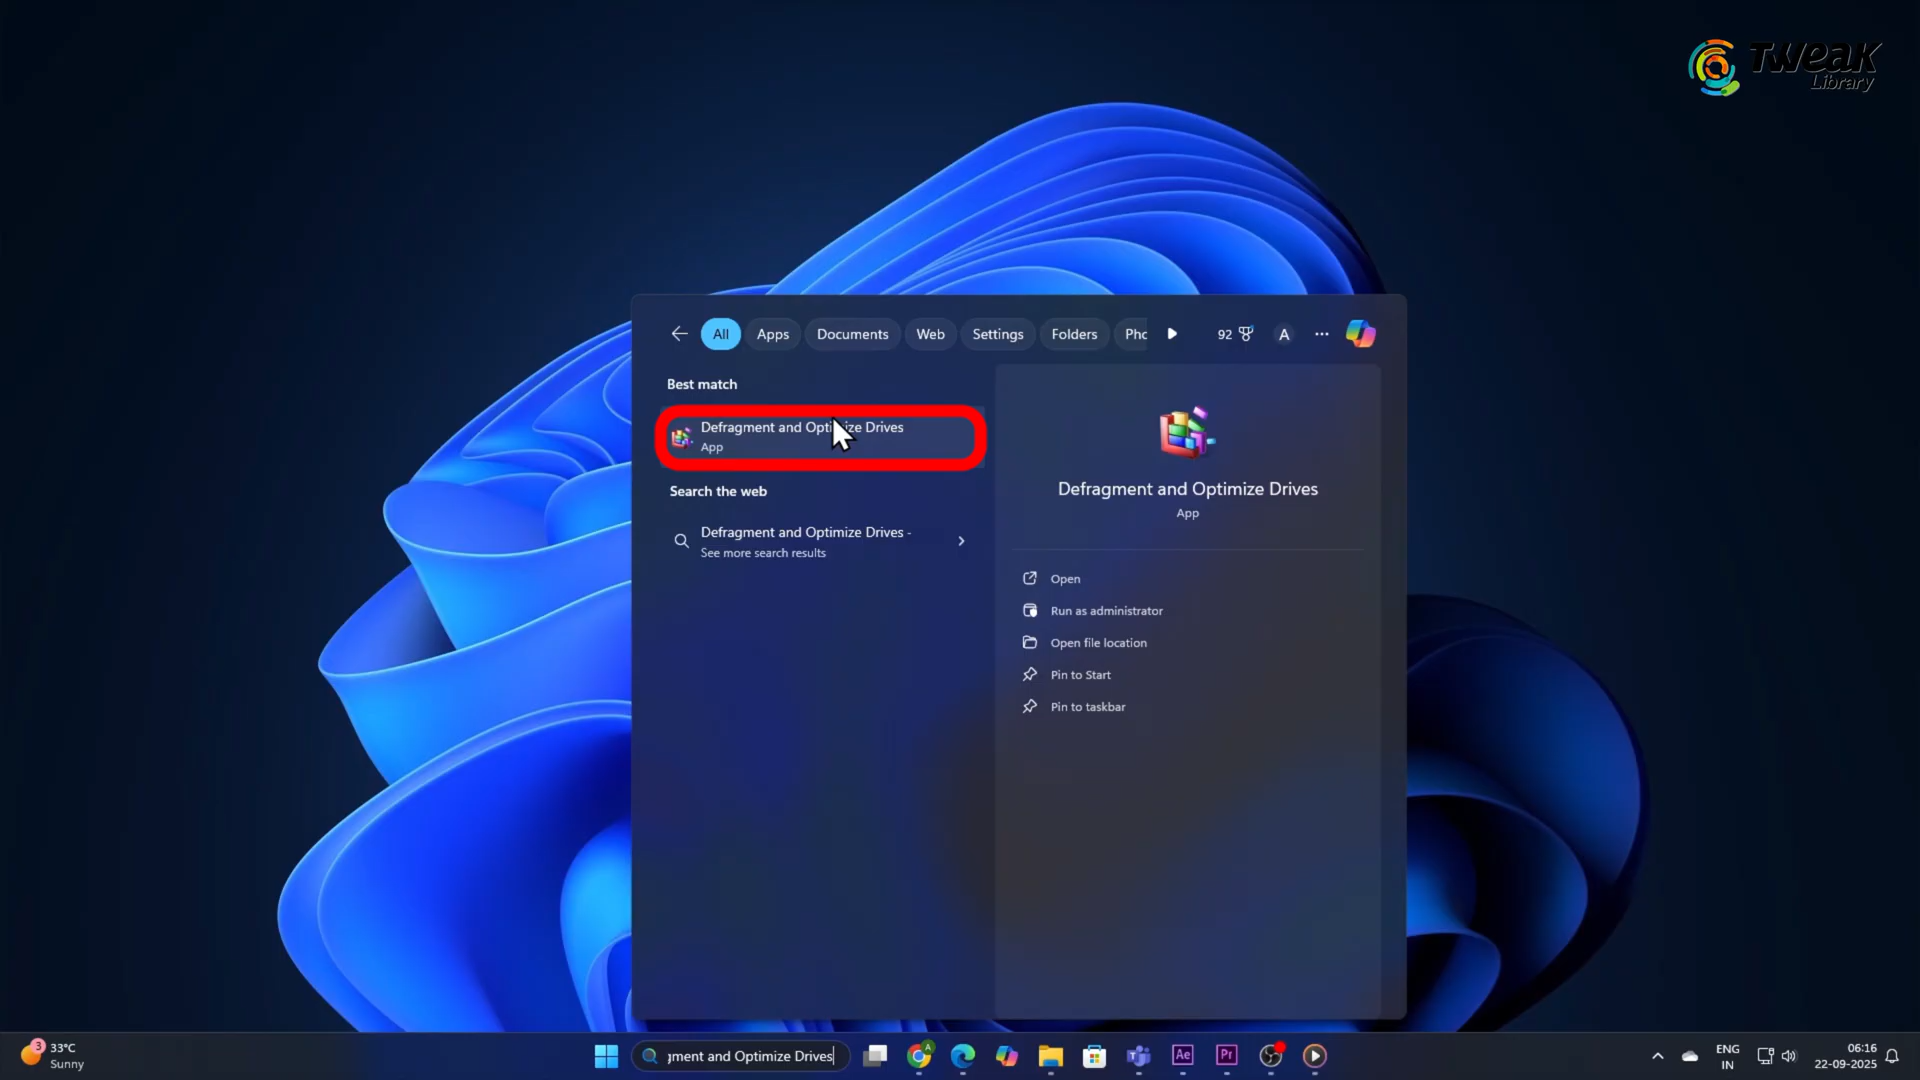 Tweak
Library
All
Apps
Documents
Web
Settings
Folders
Pho
92
A
Best match
Defragment and Optimize Drives
App
Search the web
Defragment and Optimize Drives -
See more search results
Defragment and Optimize Drives
App
Open
Run as administrator
Open file location
Pin to Start
Pin to taskbar
3
33°C
Sunny
gment and Optimize Drives
A
Ae
Pr
ENG
IN
06:16
22-09-2025